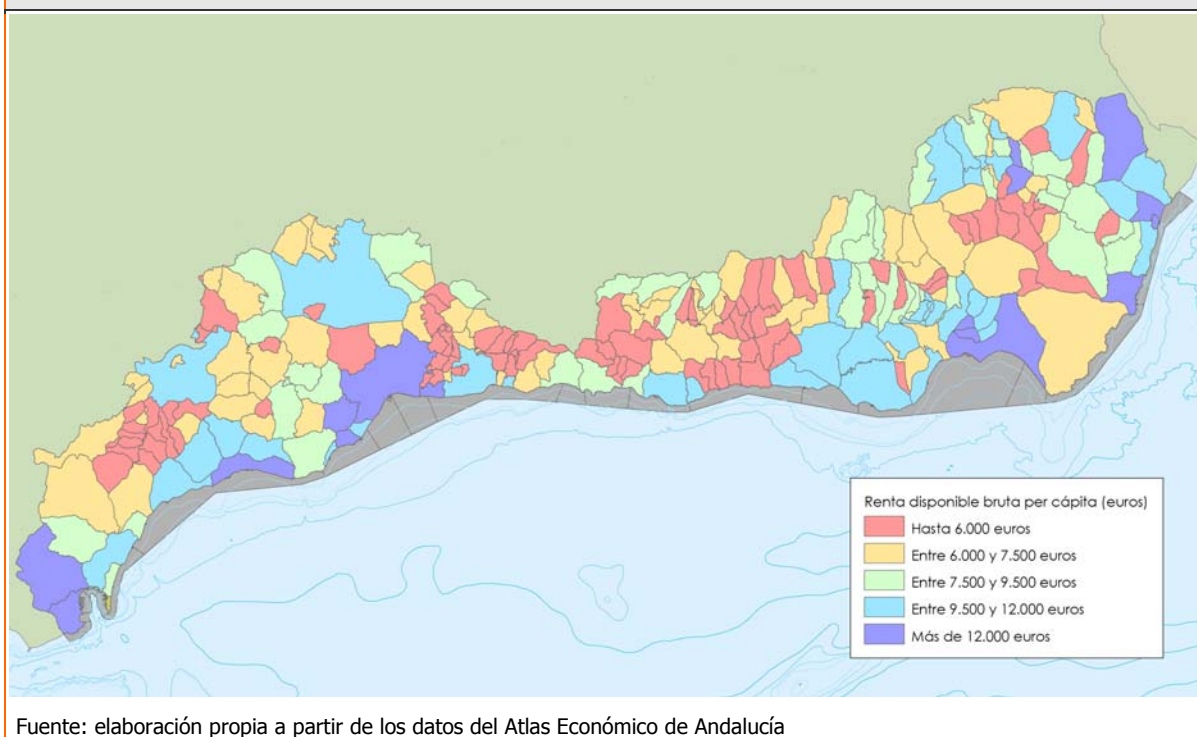 Renta disponible bruta per cápita (euros)
Hasta 6.000 euros
Entre 6.000 y 7.500 euros
Entre 7.500 y 9.500 euros
Entre 9.500 y 12.000 euros
Más de 12.000 euros
Fuente: elaboración propia a partir de los datos del Atlas Económico de Andalucía